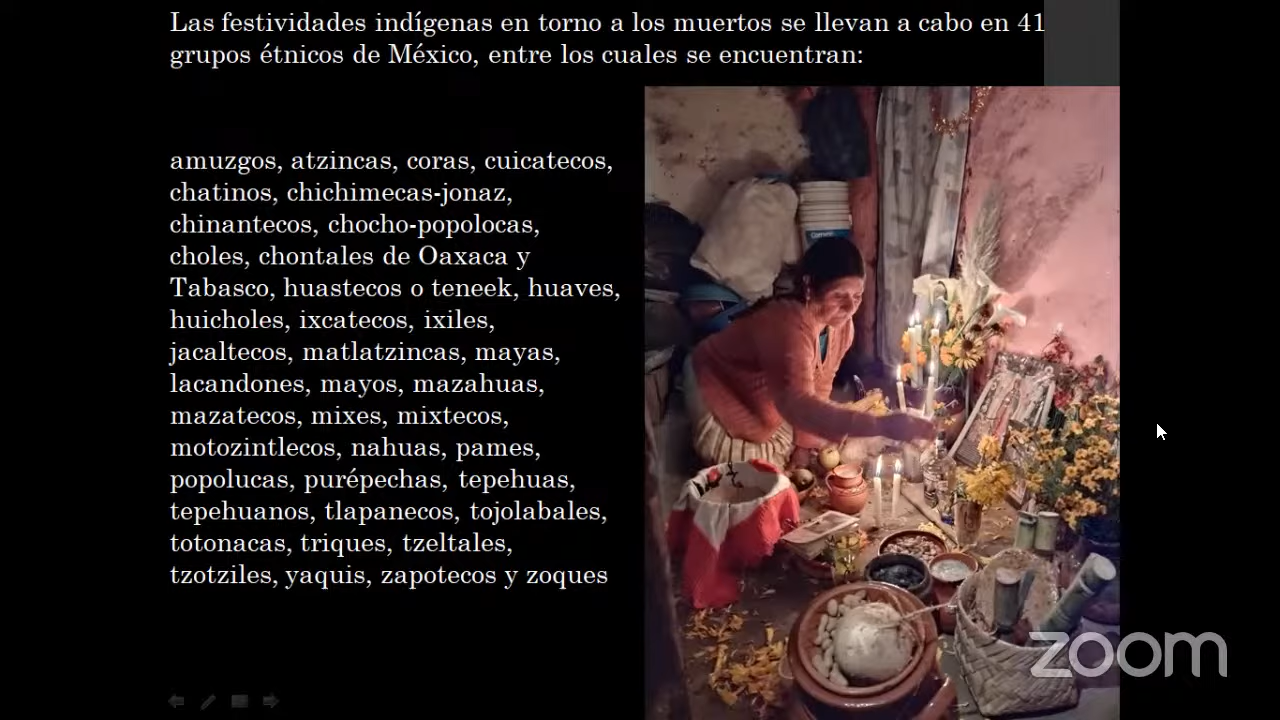 Las festividades indígenas en torno a los muertos se llevan a cabo en 41
grupos étnicos de México, entre los cuales se encuentran:
amuzgos, atzincas, coras, cuicatecos,
chatinos, chichimecas-jonaz,
chinantecos, chocho-popolocas,
choles, chontales de Oaxaca y
Tabasco, huastecos o teneek, huaves,
huicholes, ixcatecos, ixiles,
jacaltecos, matlatzincas, mayas,
lacandones, mayos, mazahuas,
mazatecos, mixes, mixtecos,
motozintlecos, nahuas, pames,
popolucas, purépechas, tepehuas,
tepehuanos, tlapanecos, tojolabales,
totonacas, triques, tzeltales,
tzotziles, yaquis, zapotecos y zoques
zoom